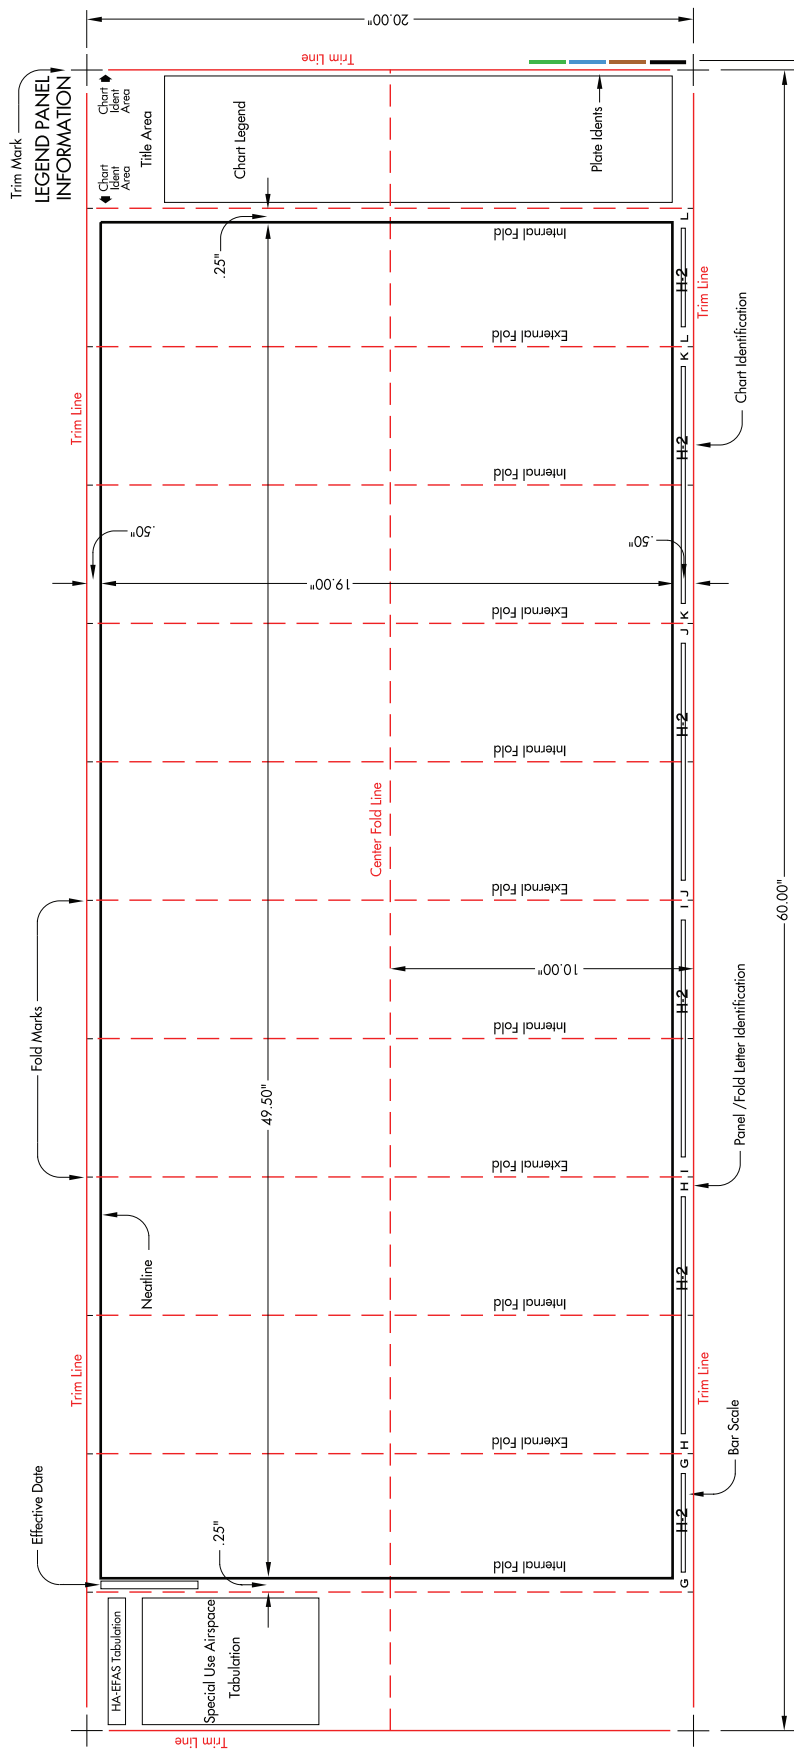 20.00"
Trim Line
Trim Mark
LEGEND PANEL
INFORMATION
Chart
Ident
Area
Chart
Ident
Area
Title Area
Chart Legend
Plate Idents
.25"
49.50"
Internal Fold
External Fold
Internal Fold
External Fold
Internal Fold
External Fold
Internal Fold
External Fold
Internal Fold
External Fold
Internal Fold
L
H-2
L
K
H-2
K
J
H-2
J
I
H-2
I
H
H-2
H
G
H-2
G
Trim Line
Trim Line
Chart Identification
.50"
.50"
19.00"
Center Fold Line
10.00"
60.00"
Fold Marks
Panel / Fold Letter Identification
Neatline
Trim Line
Trim Line
Bar Scale
Effective Date
.25"
HA-EFAS Tabulation
Special Use Airspace
Tabulation
Trim Line